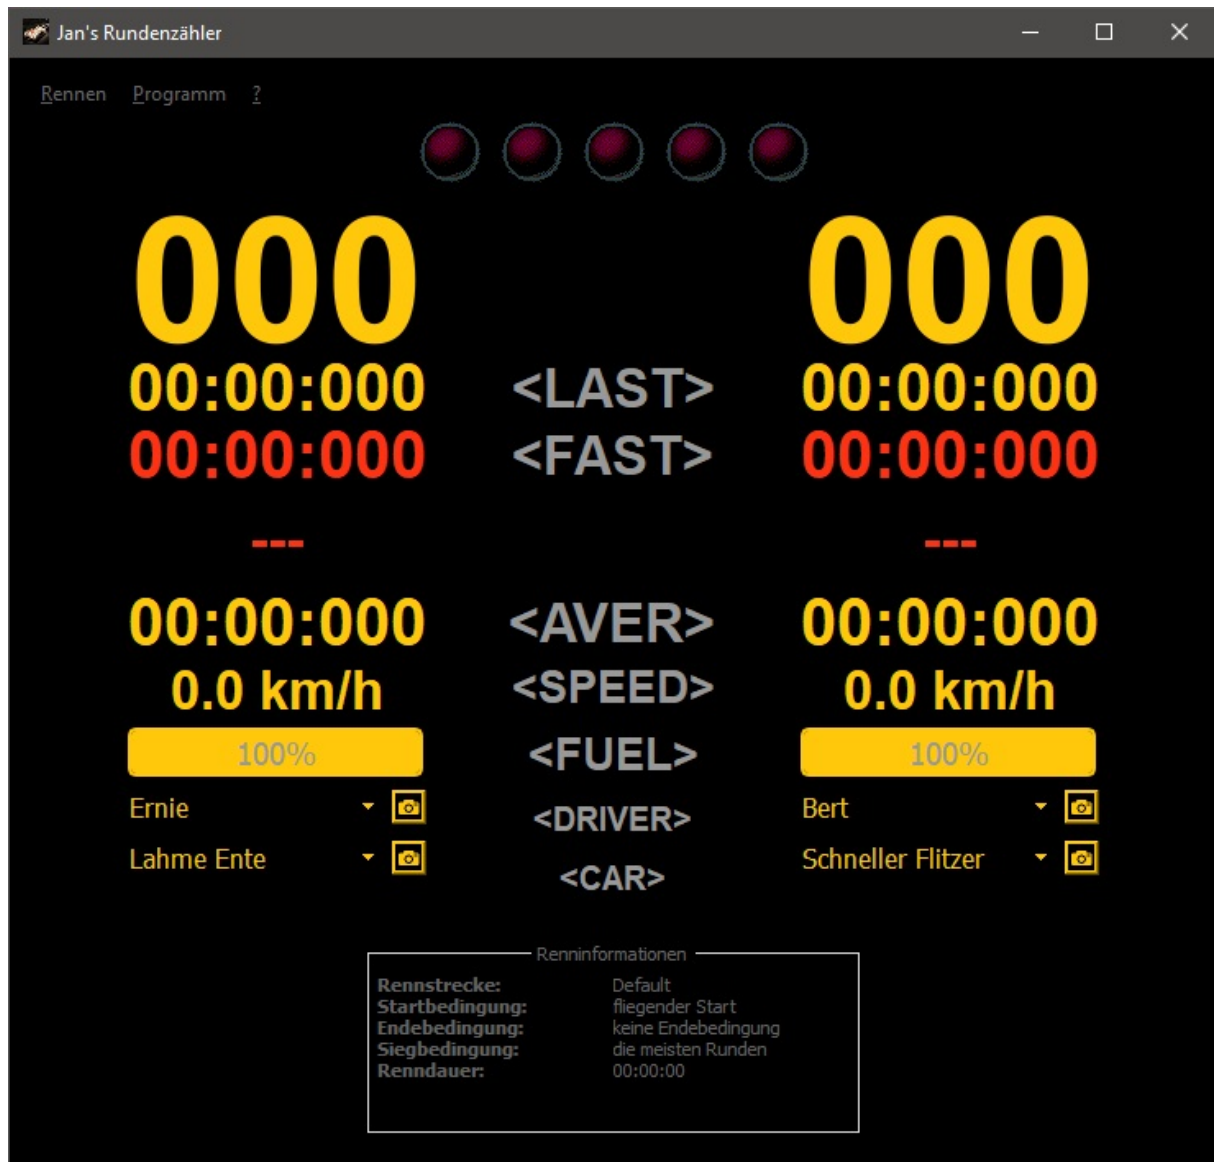 Jan's Rundenzähler
Rennen Programm ?
000 000
00:00:000 <LAST> 00:00:000
00:00:000 <FAST> 00:00:000
--- ---
00:00:000 <AVER> 00:00:000
0.0 km/h <SPEED> 0.0 km/h
100% <FUEL> 100%
Ernie <DRIVER> Bert
Lahme Ente <CAR> Schneller Flitzer
Renninformationen
Rennstrecke: Default
Startbedingung: fliegender Start
Endebedingung: keine Endebedingung
Siegbedingung: die meisten Runden
Renndauer: 00:00:00